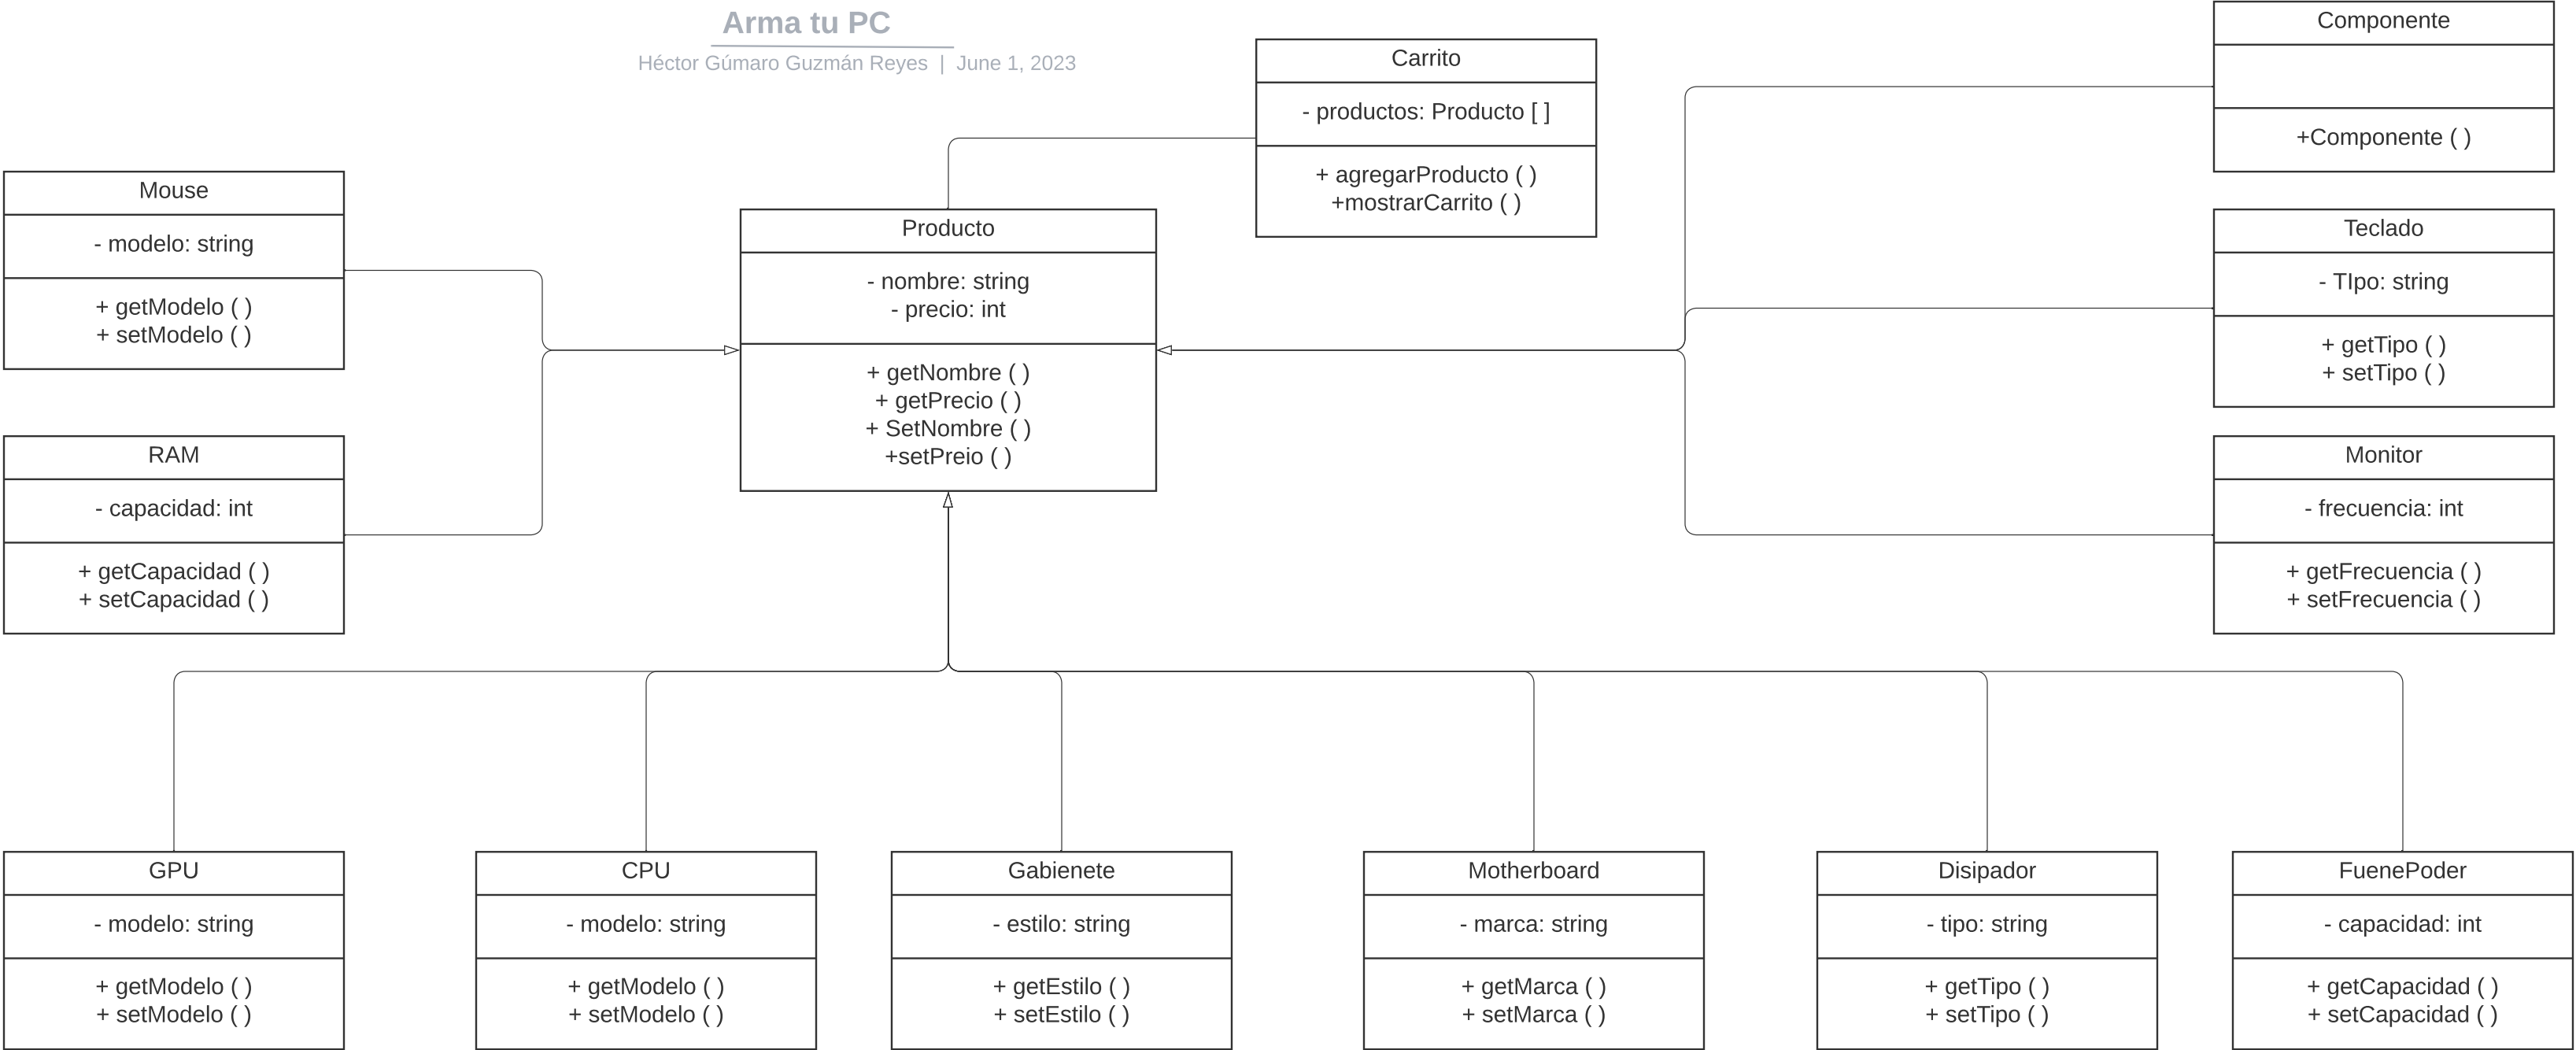 Arma tu PC
Héctor Gúmaro Guzmán Reyes | June 1, 2023
Carrito
- productos: Producto [ ]
+ agregarProducto ( )
+mostrarCarrito ( )
Componente
+Componente ( )
Mouse
- modelo: string
+ getModelo ( )
+ setModelo ( )
Producto
- nombre: string
- precio: int
+ getNombre ( )
+ getPrecio ( )
+ SetNombre ( )
+setPreio ( )
Teclado
- TIpo: string
+ getTipo ( )
+ setTipo ( )
RAM
- capacidad: int
+ getCapacidad ( )
+ setCapacidad ( )
Monitor
- frecuencia: int
+ getFrecuencia ( )
+ setFrecuencia ( )
GPU
- modelo: string
+ getModelo ( )
+ setModelo ( )
CPU
- modelo: string
+ getModelo ( )
+ setModelo ( )
Gabienete
- estilo: string
+ getEstilo ( )
+ setEstilo ( )
Motherboard
- marca: string
+ getMarca ( )
+ setMarca ( )
Disipador
- tipo: string
+ getTipo ( )
+ setTipo ( )
FuenePoder
- capacidad: int
+ getCapacidad ( )
+ setCapacidad ( )